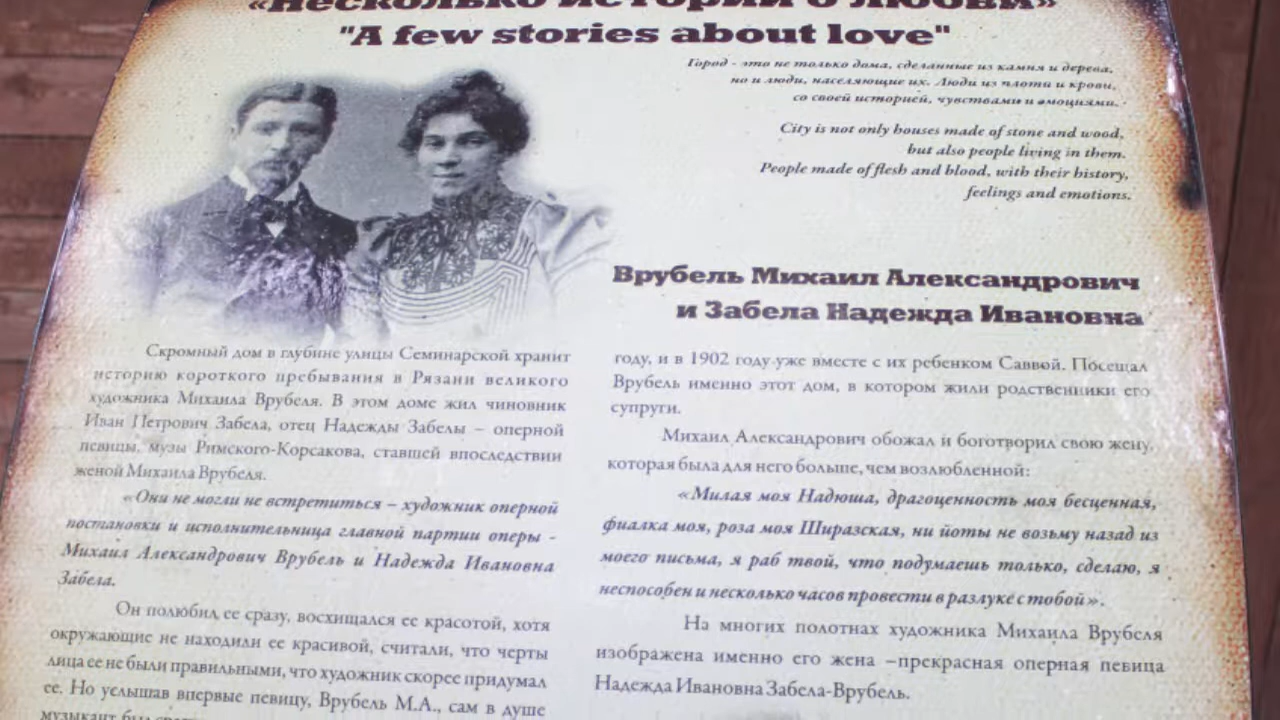 «Несколько историй о любви»
"A few stories about love"
Город - это не только дома, сделанные из камня и дерева,
но и люди, населяющие их. Люди из плоти и крови,
со своей историей, чувствами и эмоциями.
City is not only houses made of stone and wood,
but also people living in them.
People made of flesh and blood, with their history,
feelings and emotions.
Врубель Михаил Александрович
и Забела Надежда Ивановна
Скромный дом в глубине улицы Семинарской хранит
историю короткого пребывания в Рязани великого
художника Михаила Врубеля. В этом доме жил чиновник
Иван Петрович Забела, отец Надежды Забелы – оперной
певицы, музы Римского-Корсакова, ставшей впоследствии
женой Михаила Врубеля.
«Они не могли не встретиться – художник оперной
постановки и исполнительница главной партии оперы -
Михаил Александрович Врубель и Надежда Ивановна
Забела.
Он полюбил ее сразу, восхищался ее красотой, хотя
окружающие не находили ее красивой, считали, что черты
лица ее не были правильными, что художник скорее придумал
ее. Но услышав впервые певицу, Врубель М.А., сам в душе
музыкант был
году, и в 1902 году уже вместе с их ребенком Саввой. Посещал
Врубель именно этот дом, в котором жили родственники его
супруги.
Михаил Александрович обожал и боготворил свою жену,
которая была для него больше, чем возлюбленной:
«Милая моя Надюша, драгоценность моя бесценная,
фиалка моя, роза моя Ширазская, ни йоты не возьму назад из
моего письма, я раб твой, что подумаешь только, сделаю, я
неспособен и несколько часов провести в разлуке с тобой».
На многих полотнах художника Михаила Врубеля
изображена именно его жена –прекрасная оперная певица
Надежда Ивановна Забела-Врубель.